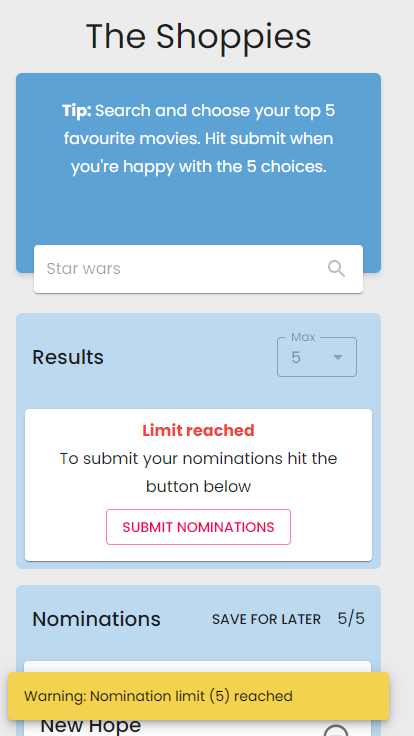 The Shoppies
Tip: Search and choose your top 5
favourite movies. Hit submit when
you're happy with the 5 choices.
Star wars
Results
Max
5
Limit reached
To submit your nominations hit the
button below
SUBMIT NOMINATIONS
Nominations
SAVE FOR LATER
5/5
Warning: Nomination limit (5) reached
New Hope